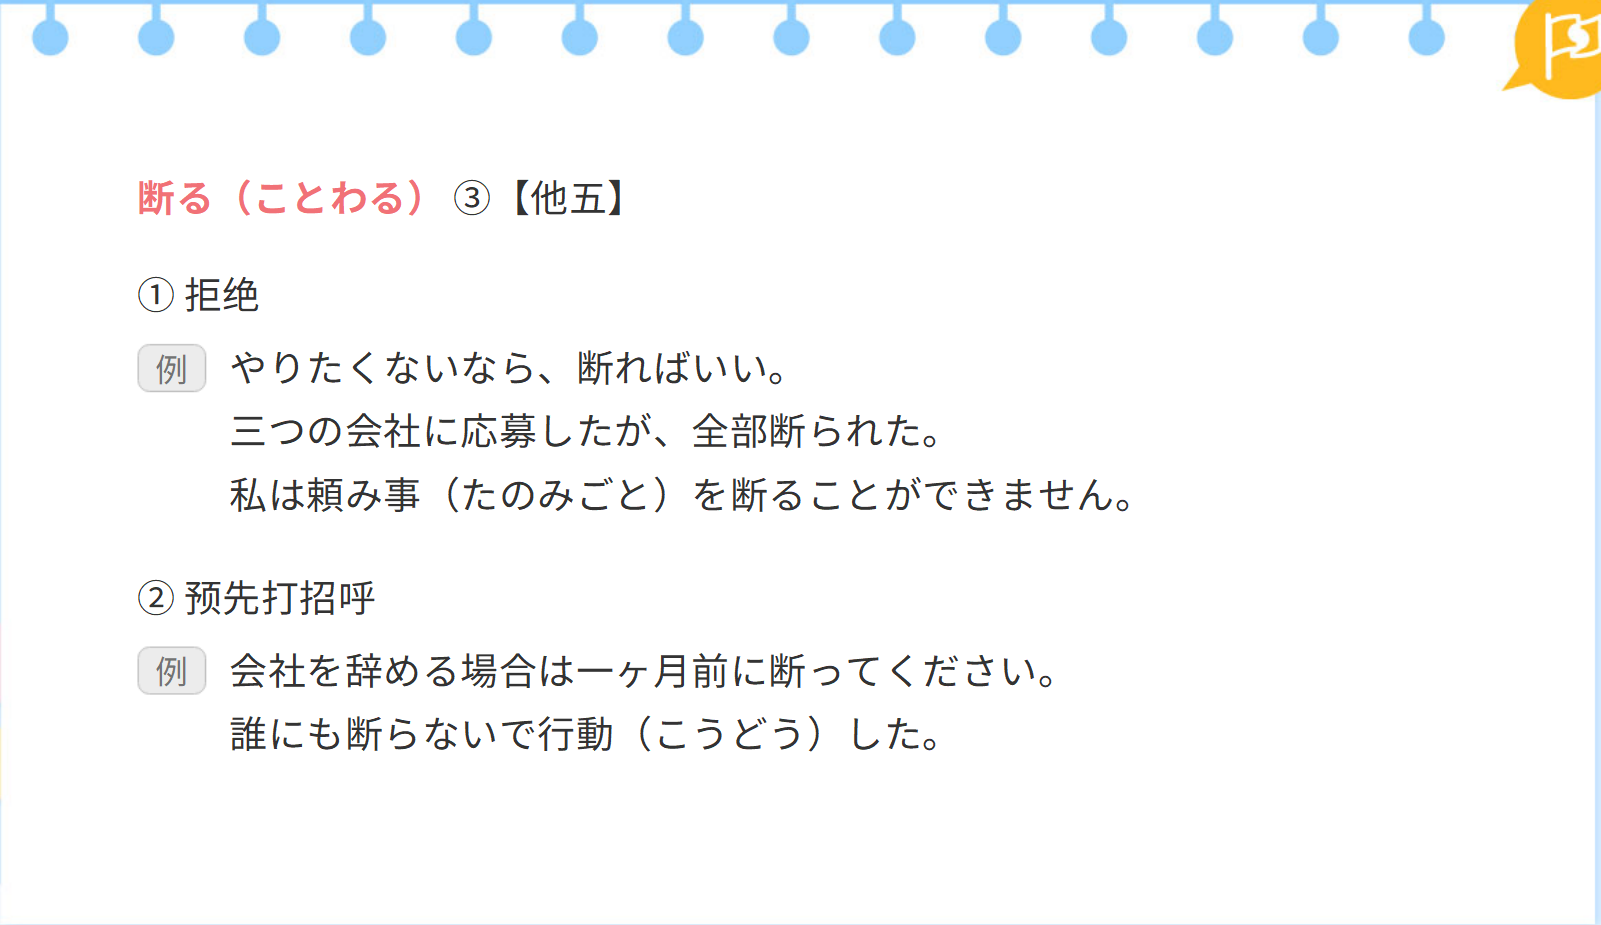 断る（ことわる） ③【他五】
① 拒绝
例 やりたくないなら、断ればいい。
三つの会社に応募したが、全部断られた。
私は頼み事（たのみごと）を断ることができません。
② 预先打招呼
例 会社を辞める場合は一ヶ月前に断ってください。
誰にも断らないで行動（こうどう）した。